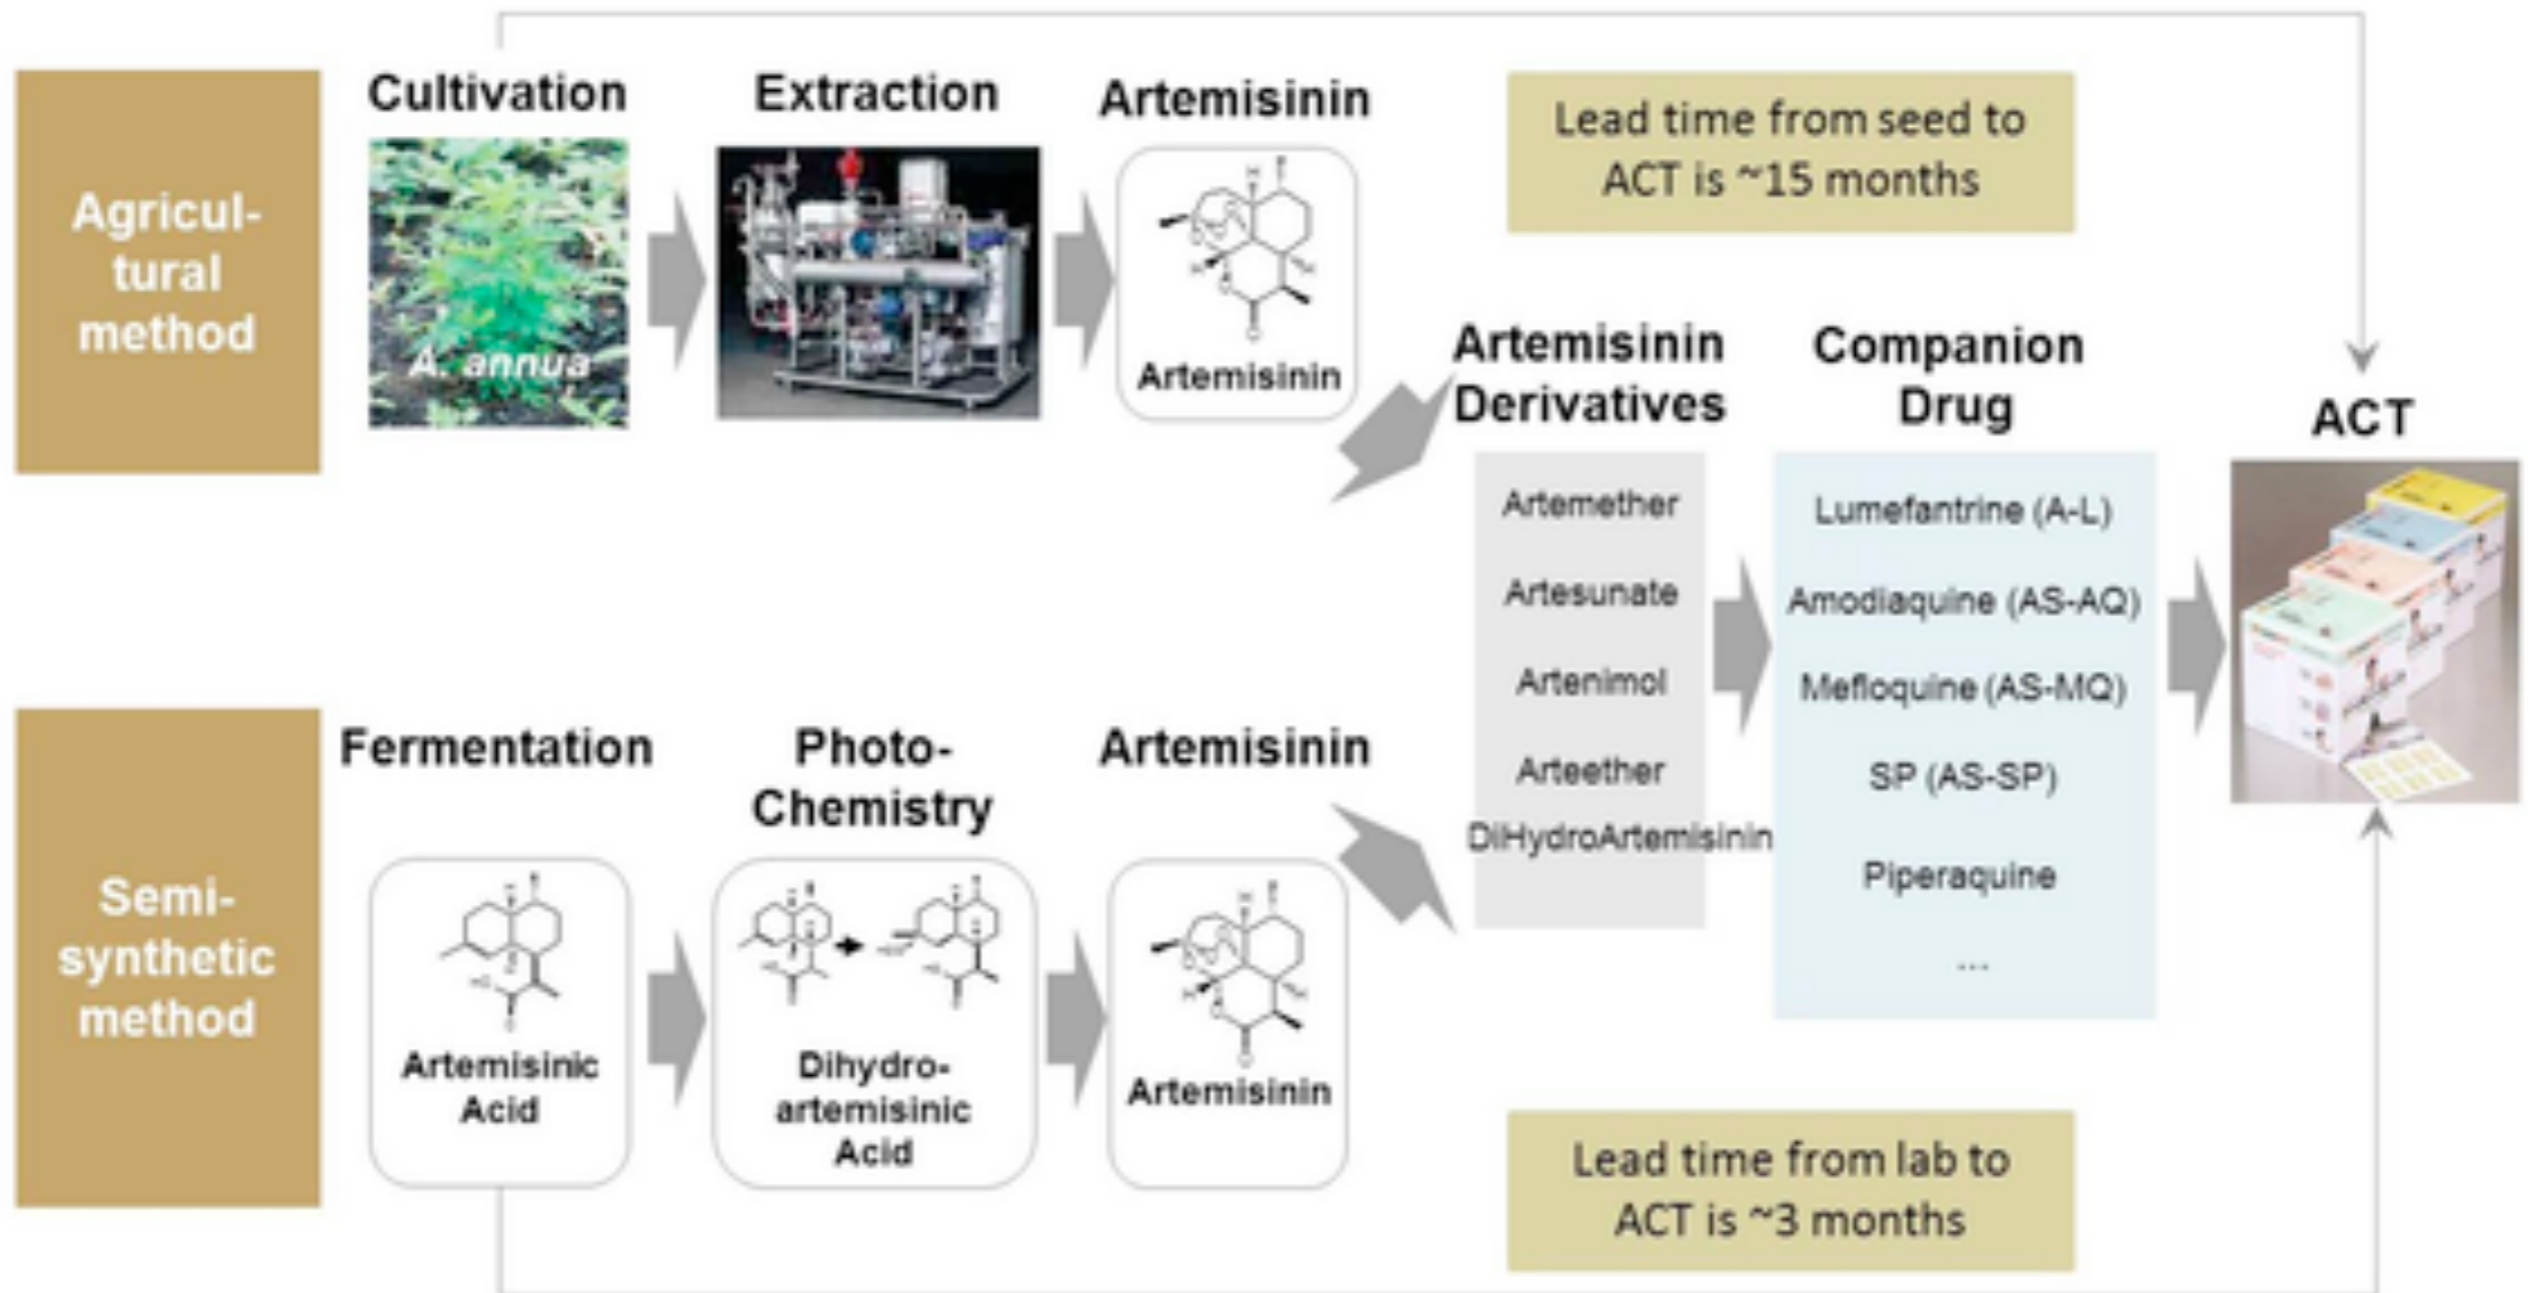 Agricul-
tural
method
Cultivation
A. annua
Extraction
Artemisinin
Artemisinin
Lead time from seed to
ACT is ~15 months
Artemisinin
Derivatives
Artemether
Artesunate
Artenimol
Arteether
DiHydroArtemisinin
Companion
Drug
Lumefantrine (A-L)
Amodiaquine (AS-AQ)
Mefloquine (AS-MQ)
SP (AS-SP)
Piperaquine
...
ACT
Semi-
synthetic
method
Fermentation
Artemisinic
Acid
Photo-
Chemistry
Dihydro-
artemisinic
Acid
Artemisinin
Artemisinin
Lead time from lab to
ACT is ~3 months